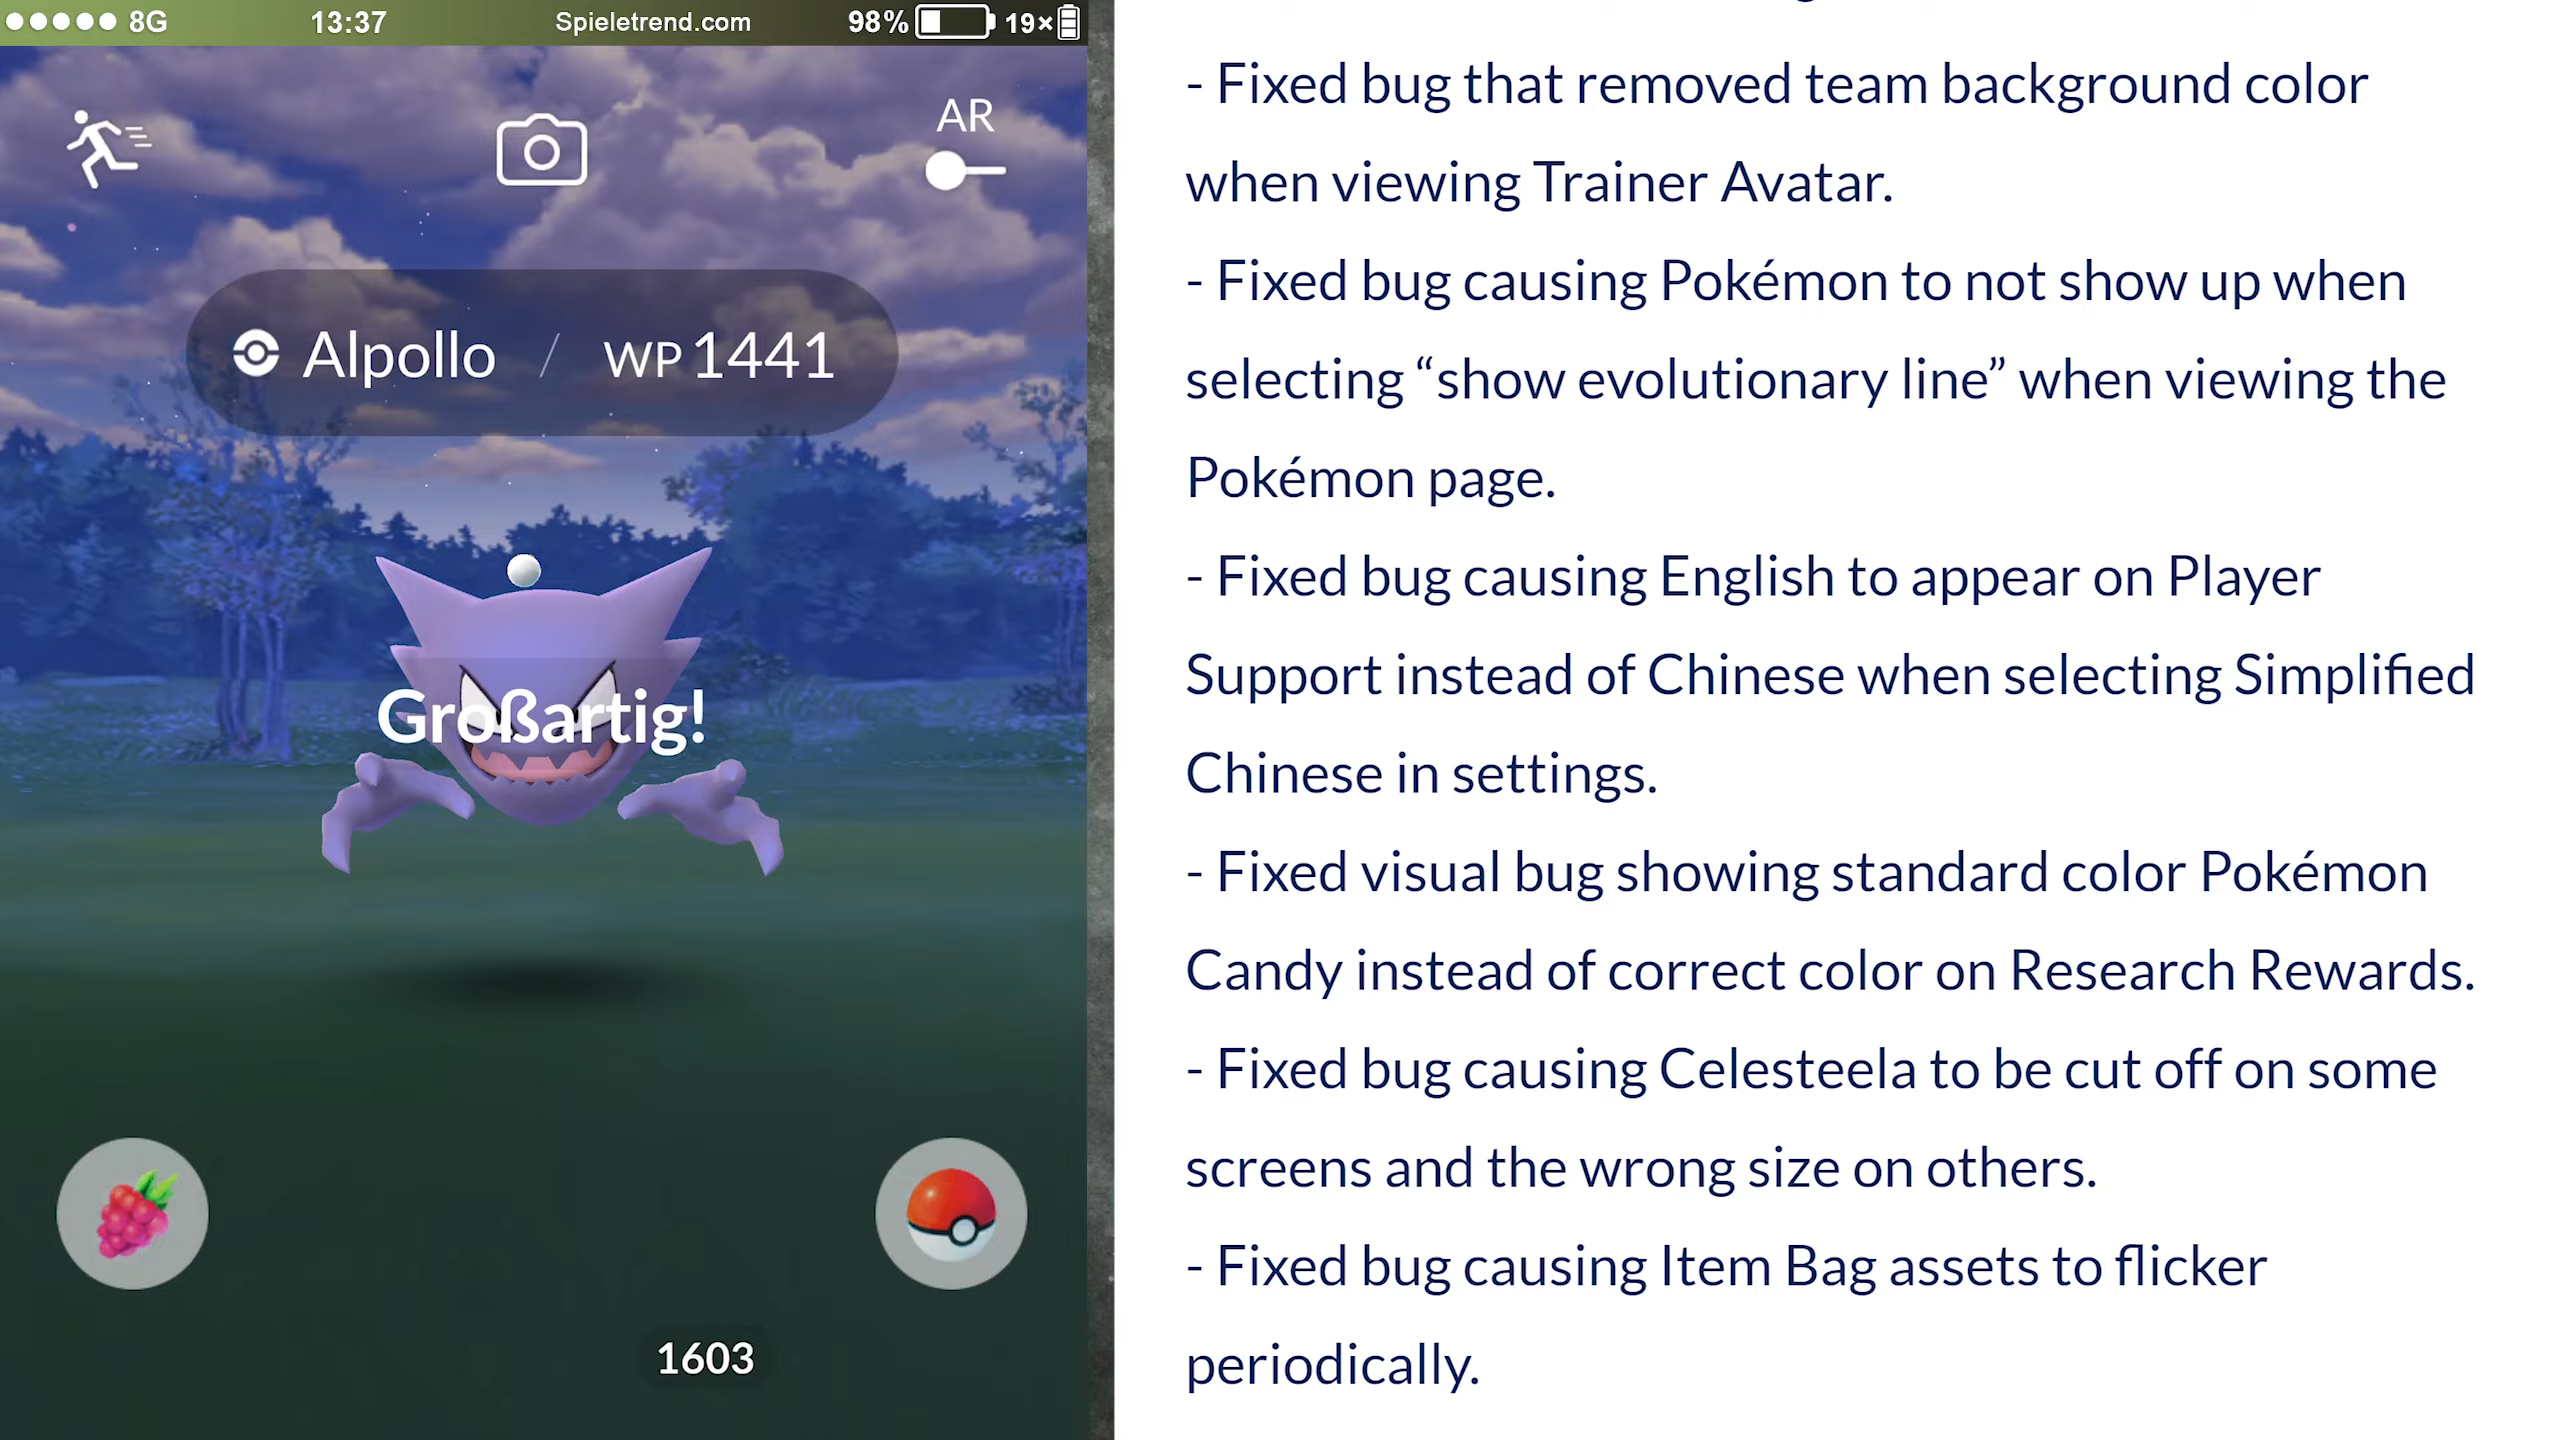 8G 13:37 Spieletrend.com 98% 19×
AR
Alpollo / WP1441
Großartig!
1603
- Fixed bug that removed team background color
when viewing Trainer Avatar.
- Fixed bug causing Pokémon to not show up when
selecting “show evolutionary line” when viewing the
Pokémon page.
- Fixed bug causing English to appear on Player
Support instead of Chinese when selecting Simplified
Chinese in settings.
- Fixed visual bug showing standard color Pokémon
Candy instead of correct color on Research Rewards.
- Fixed bug causing Celesteela to be cut off on some
screens and the wrong size on others.
- Fixed bug causing Item Bag assets to flicker
periodically.